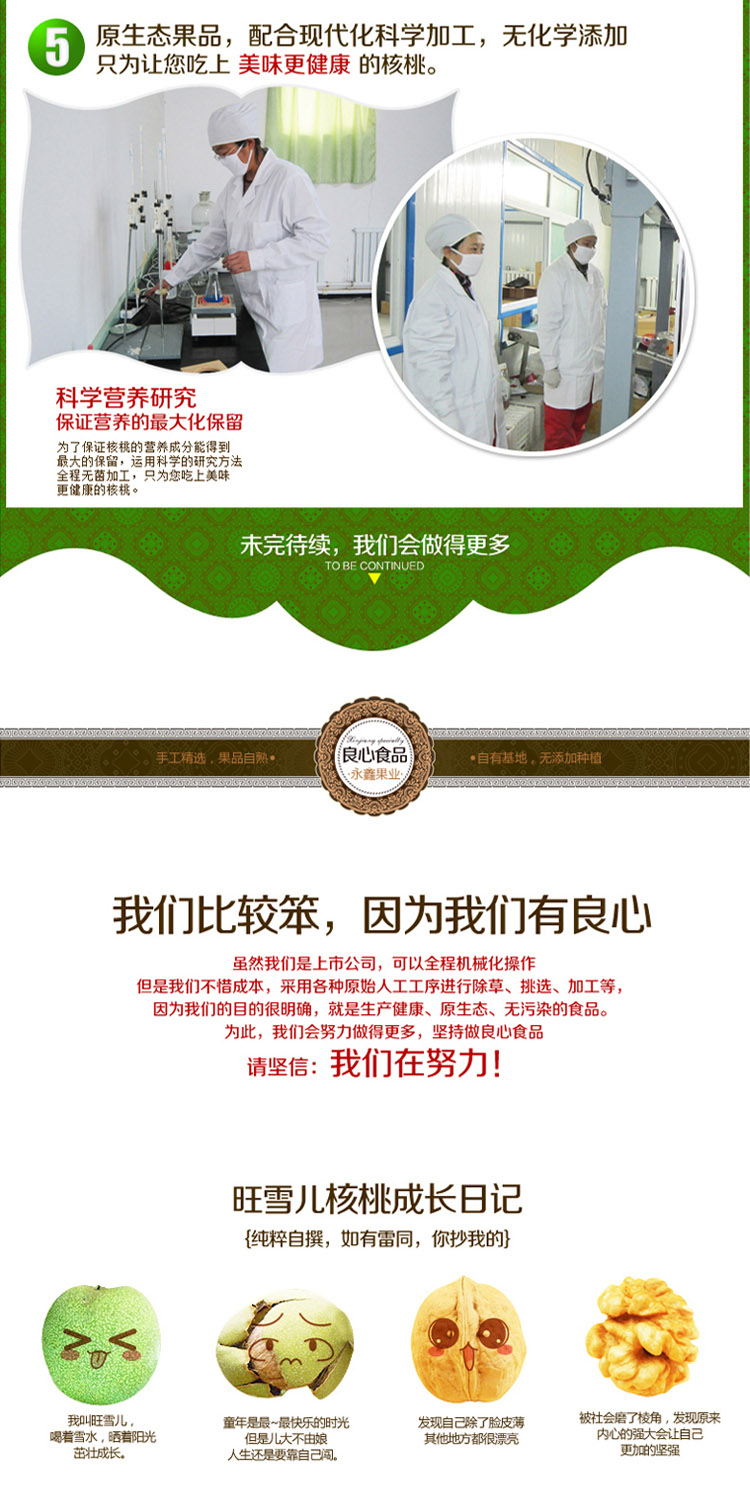 5
原生态果品，配合现代化科学加工，无化学添加
只为让您吃上 美味更健康 的核桃。
科学营养研究
保证营养的最大化保留
为了保证核桃的营养成分能得到
最大的保留，运用科学的研究方法
全程无菌加工，只为您吃上美味
更健康的核桃。
未完待续，我们会做得更多
TO BE CONTINUED
Xinjiang specialty
手工精选，果品自熟•
良心食品
•自有基地，无添加种植
·永鑫果业·
我们比较笨，因为我们有良心
虽然我们是上市公司，可以全程机械化操作
但是我们不惜成本，采用各种原始人工工序进行除草、挑选、加工等，
因为我们的目的很明确，就是生产健康、原生态、无污染的食品。
为此，我们会努力做得更多，坚持做良心食品
请坚信：我们在努力！
旺雪儿核桃成长日记
{纯粹自撰，如有雷同，你抄我的}
我叫旺雪儿，
喝着雪水，晒着阳光
茁壮成长。
童年是最~最快乐的时光
但是儿大不由娘
人生还是要靠自己闯。
发现自己除了脸皮薄
其他地方都很漂亮
被社会磨了棱角，发现原来
内心的强大会让自己
更加的坚强